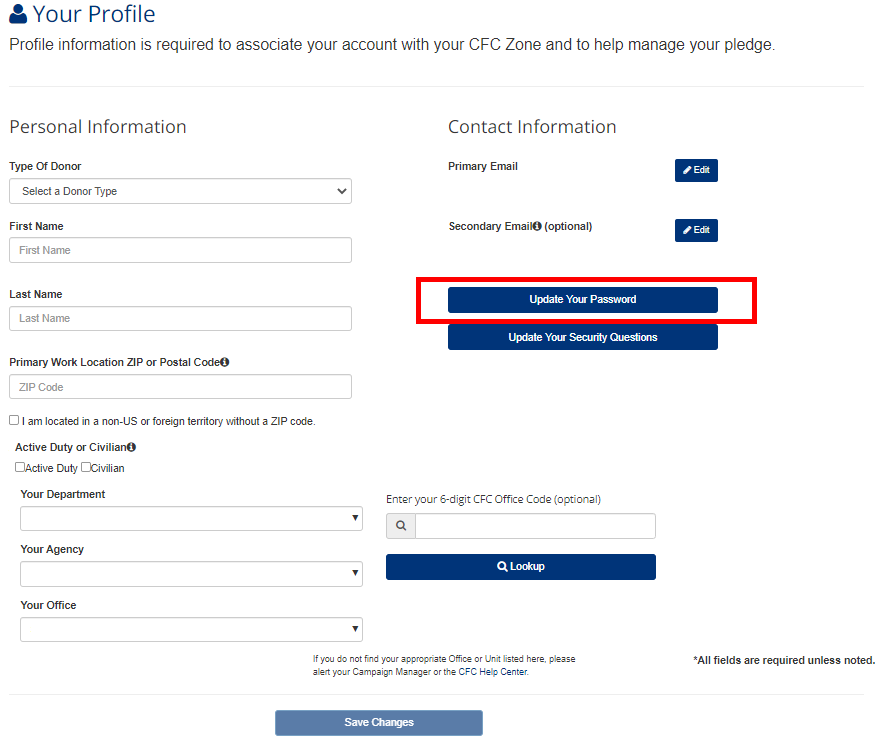 Your Profile
Profile information is required to associate your account with your CFC Zone and to help manage your pledge.
Personal Information
Type Of Donor
Select a Donor Type
First Name
First Name
Last Name
Last Name
Primary Work Location ZIP or Postal Code
ZIP Code
I am located in a non-US or foreign territory without a ZIP code.
Active Duty or Civilian
Active Duty Civilian
Your Department
Your Agency
Your Office
Contact Information
Primary Email
Edit
Secondary Email (optional)
Edit
Update Your Password
Update Your Security Questions
Enter your 6-digit CFC Office Code (optional)
Lookup
If you do not find your appropriate Office or Unit listed here, please
alert your Campaign Manager or the CFC Help Center.
*All fields are required unless noted.
Save Changes